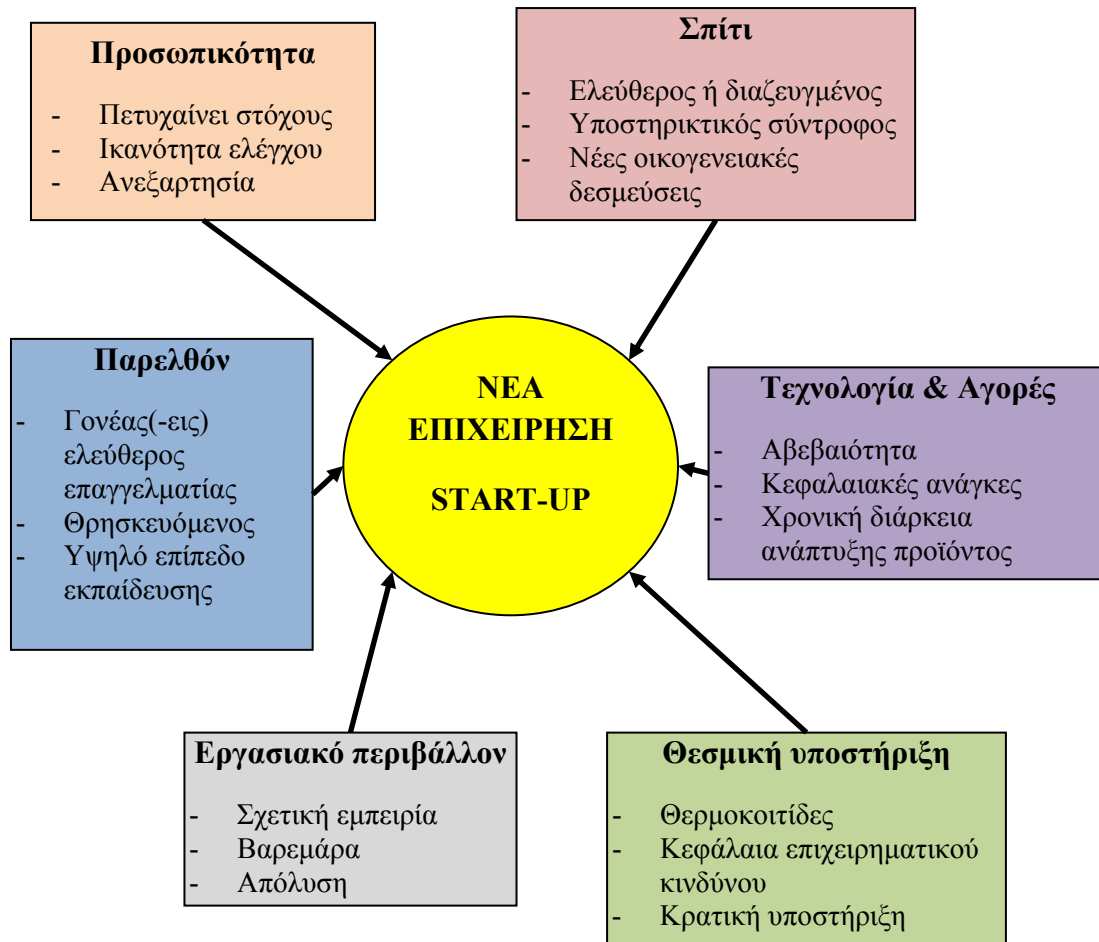 Προσωπικότητα
- Πετυχαίνει στόχους
- Ικανότητα ελέγχου
- Ανεξαρτησία
Σπίτι
- Ελεύθερος ή διαζευγμένος
- Υποστηρικτικός σύντροφος
- Νέες οικογενειακές
δεσμεύσεις
Παρελθόν
- Γονέας(-εις)
ελεύθερος
επαγγελματίας
- Θρησκευόμενος
- Υψηλό επίπεδο
εκπαίδευσης
ΝΕΑ
ΕΠΙΧΕΙΡΗΣΗ
START-UP
Τεχνολογία & Αγορές
- Αβεβαιότητα
- Κεφαλαιακές ανάγκες
- Χρονική διάρκεια
ανάπτυξης προϊόντος
Εργασιακό περιβάλλον
- Σχετική εμπειρία
- Βαρεμάρα
- Απόλυση
Θεσμική υποστήριξη
- Θερμοκοιτίδες
- Κεφάλαια επιχειρηματικού
κινδύνου
- Κρατική υποστήριξη